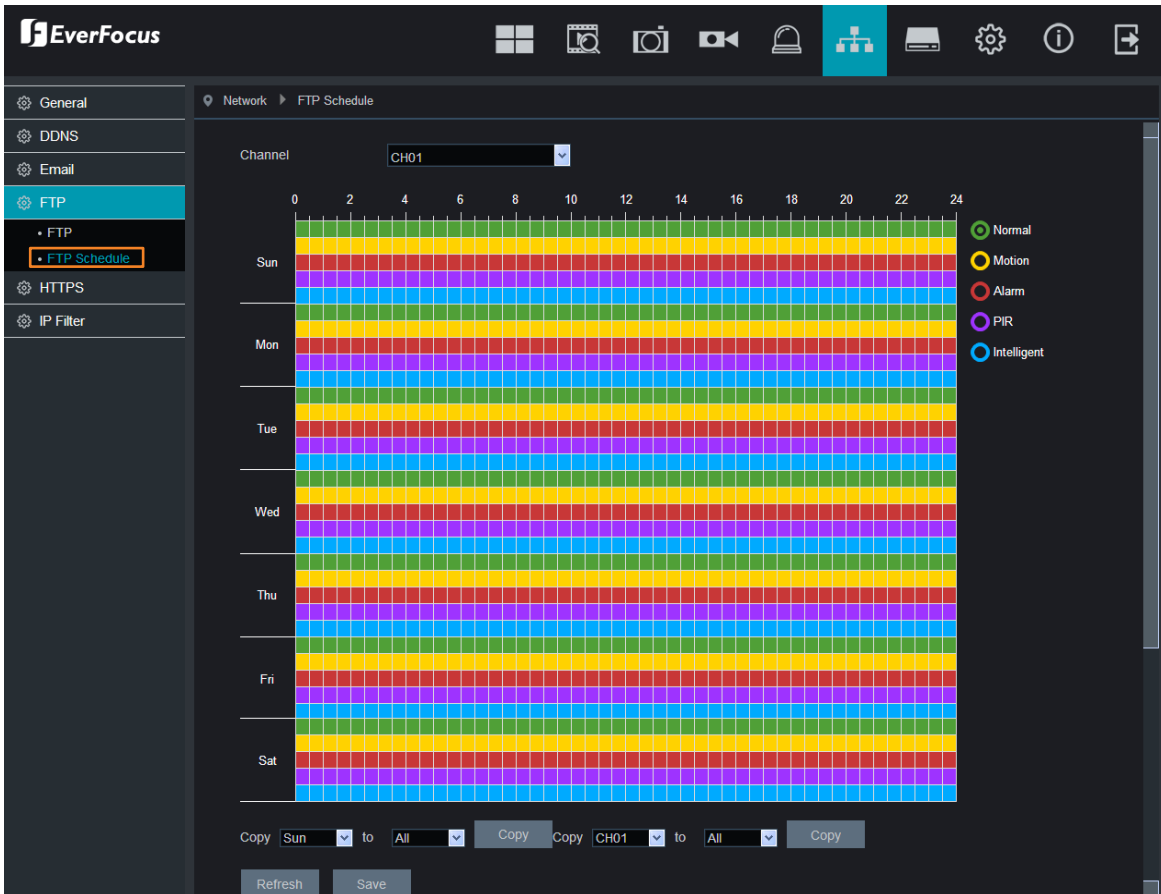 EverFocus
General
DDNS
Email
FTP
• FTP
• FTP Schedule
HTTPS
IP Filter
Network FTP Schedule
Channel CH01
0 2 4 6 8 10 12 14 16 18 20 22 24
Sun
Mon
Tue
Wed
Thu
Fri
Sat
Normal
Motion
Alarm
PIR
Intelligent
Copy Sun to All Copy Copy CH01 to All Copy
Refresh Save